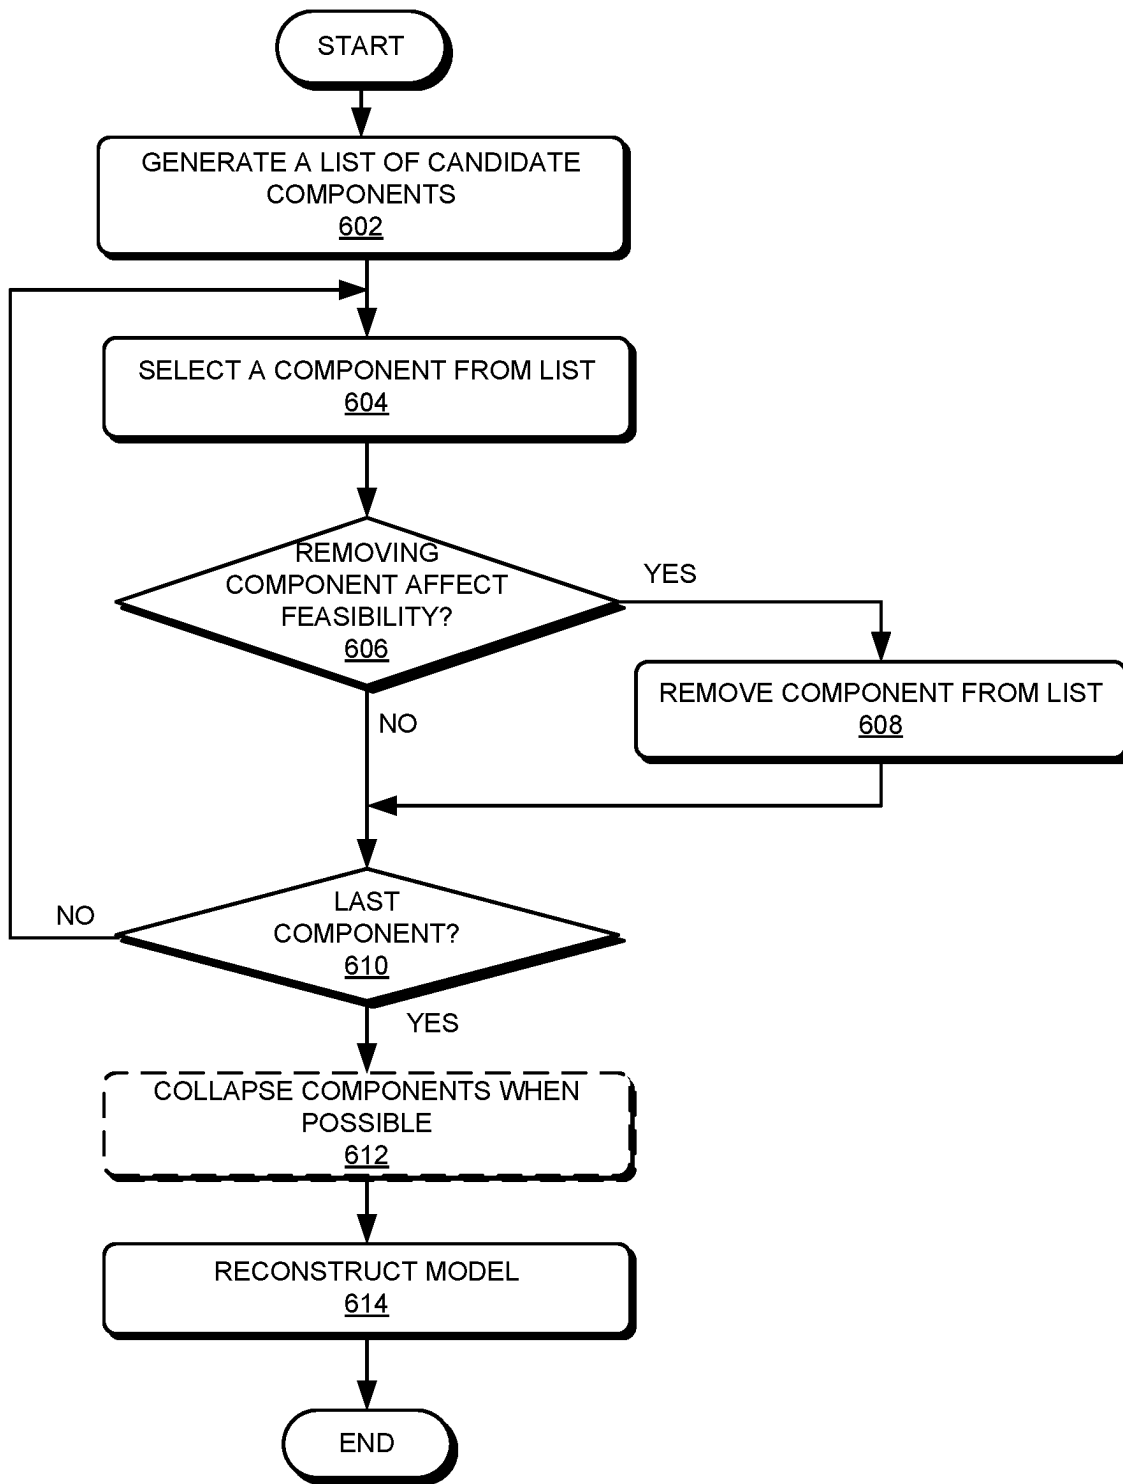 START
GENERATE A LIST OF CANDIDATE
COMPONENTS
602
SELECT A COMPONENT FROM LIST
604
REMOVING
COMPONENT AFFECT
FEASIBILITY?
606
YES
REMOVE COMPONENT FROM LIST
608
NO
LAST
COMPONENT?
610
NO
YES
COLLAPSE COMPONENTS WHEN
POSSIBLE
612
RECONSTRUCT MODEL
614
END